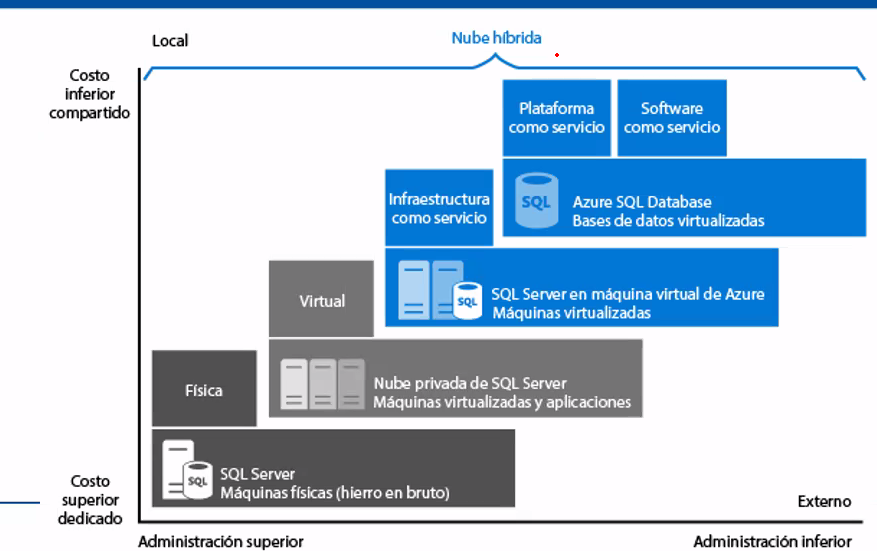 Local
Nube híbrida
Costo
inferior
compartido
Plataforma
como servicio
Software
como servicio
Infraestructura
como servicio
SQL
Azure SQL Database
Bases de datos virtualizadas
Virtual
SQL
SQL Server en máquina virtual de Azure
Máquinas virtualizadas
Física
Nube privada de SQL Server
Máquinas virtualizadas y aplicaciones
SQL
SQL Server
Máquinas físicas (hierro en bruto)
Costo
superior
dedicado
Externo
Administración superior
Administración inferior